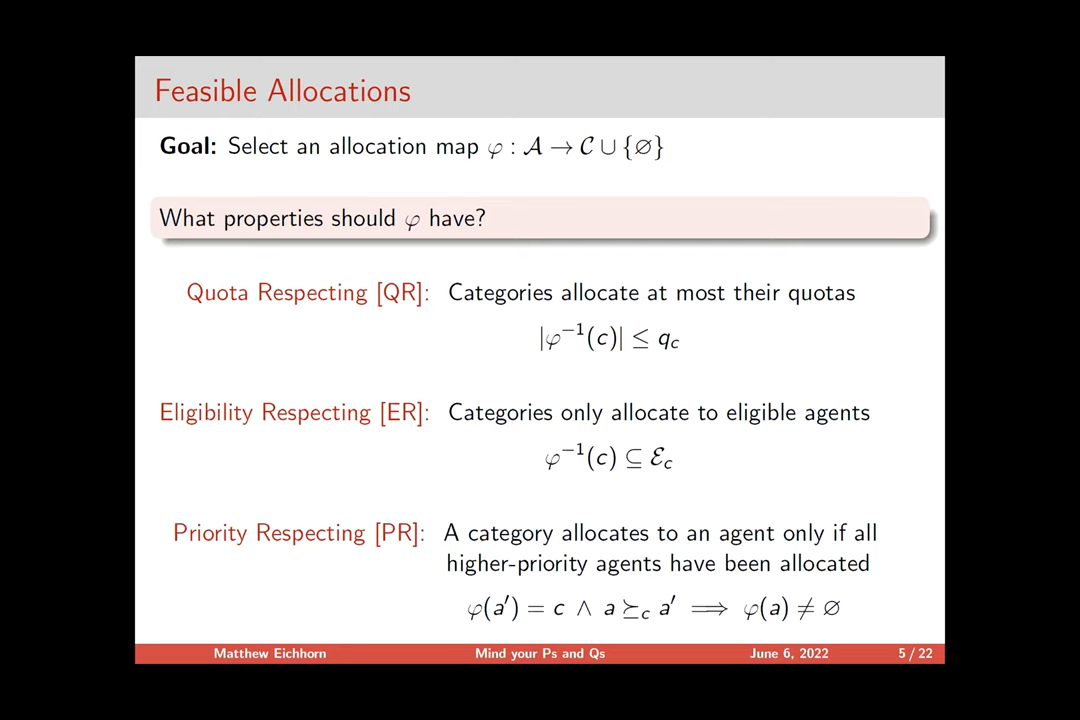 Feasible Allocations
Goal: Select an allocation map φ : 𝒜 → 𝒞 ∪ {∅}
What properties should φ have?
Quota Respecting [QR]: Categories allocate at most their quotas
|φ⁻¹(c)| ≤ q_c
Eligibility Respecting [ER]: Categories only allocate to eligible agents
φ⁻¹(c) ⊆ ℰ_c
Priority Respecting [PR]: A category allocates to an agent only if all
higher-priority agents have been allocated
φ(a′) = c ∧ a ⪰_c a′ ⟹ φ(a) ≠ ∅
Matthew Eichhorn Mind your Ps and Qs June 6, 2022 5 / 22